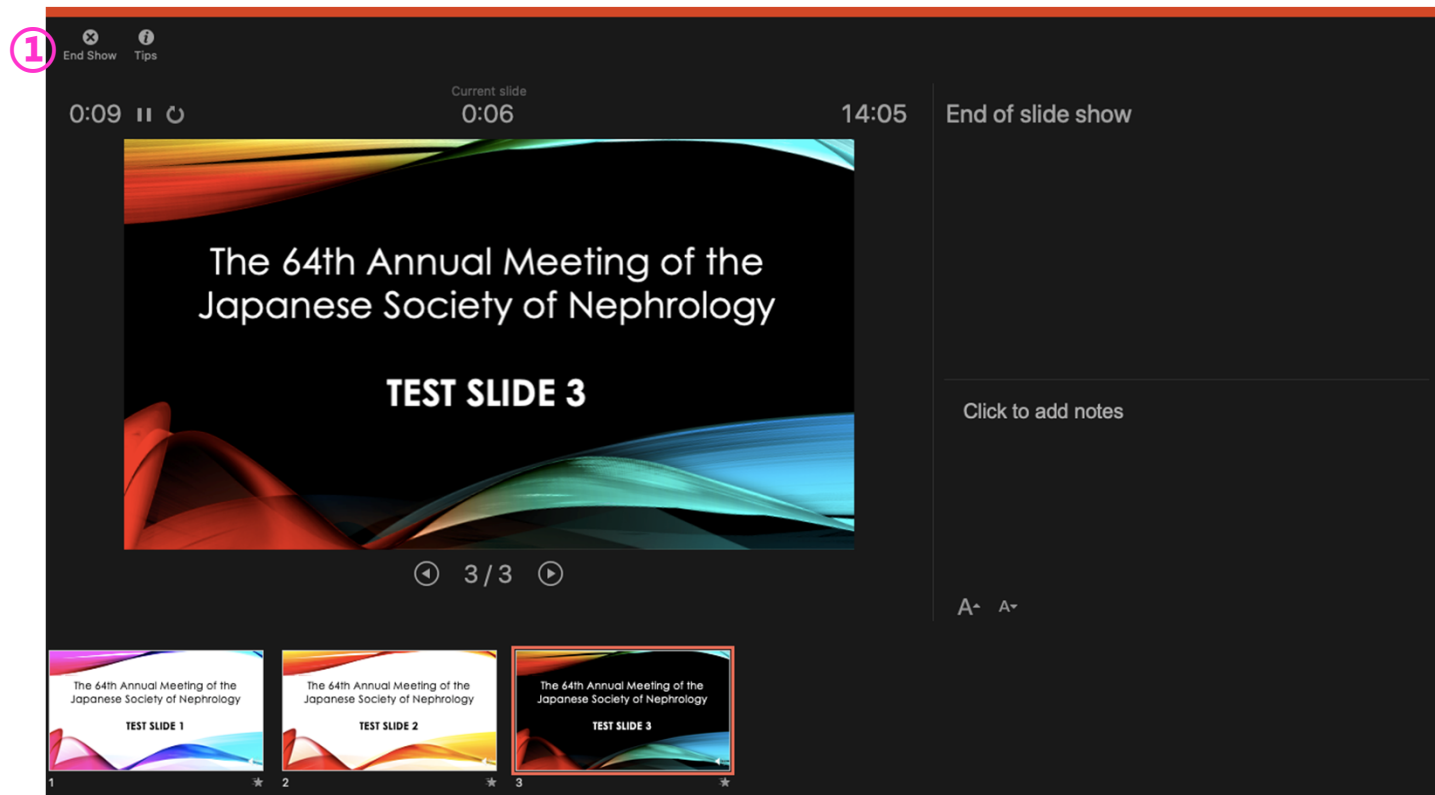 ①
End Show
Tips
Current slide
0:09
0:06
14:05
The 64th Annual Meeting of the
Japanese Society of Nephrology
TEST SLIDE 3
3/3
End of slide show
Click to add notes
A
A
The 64th Annual Meeting of the
Japanese Society of Nephrology
TEST SLIDE 1
1
The 64th Annual Meeting of the
Japanese Society of Nephrology
TEST SLIDE 2
2
The 64th Annual Meeting of the
Japanese Society of Nephrology
TEST SLIDE 3
3